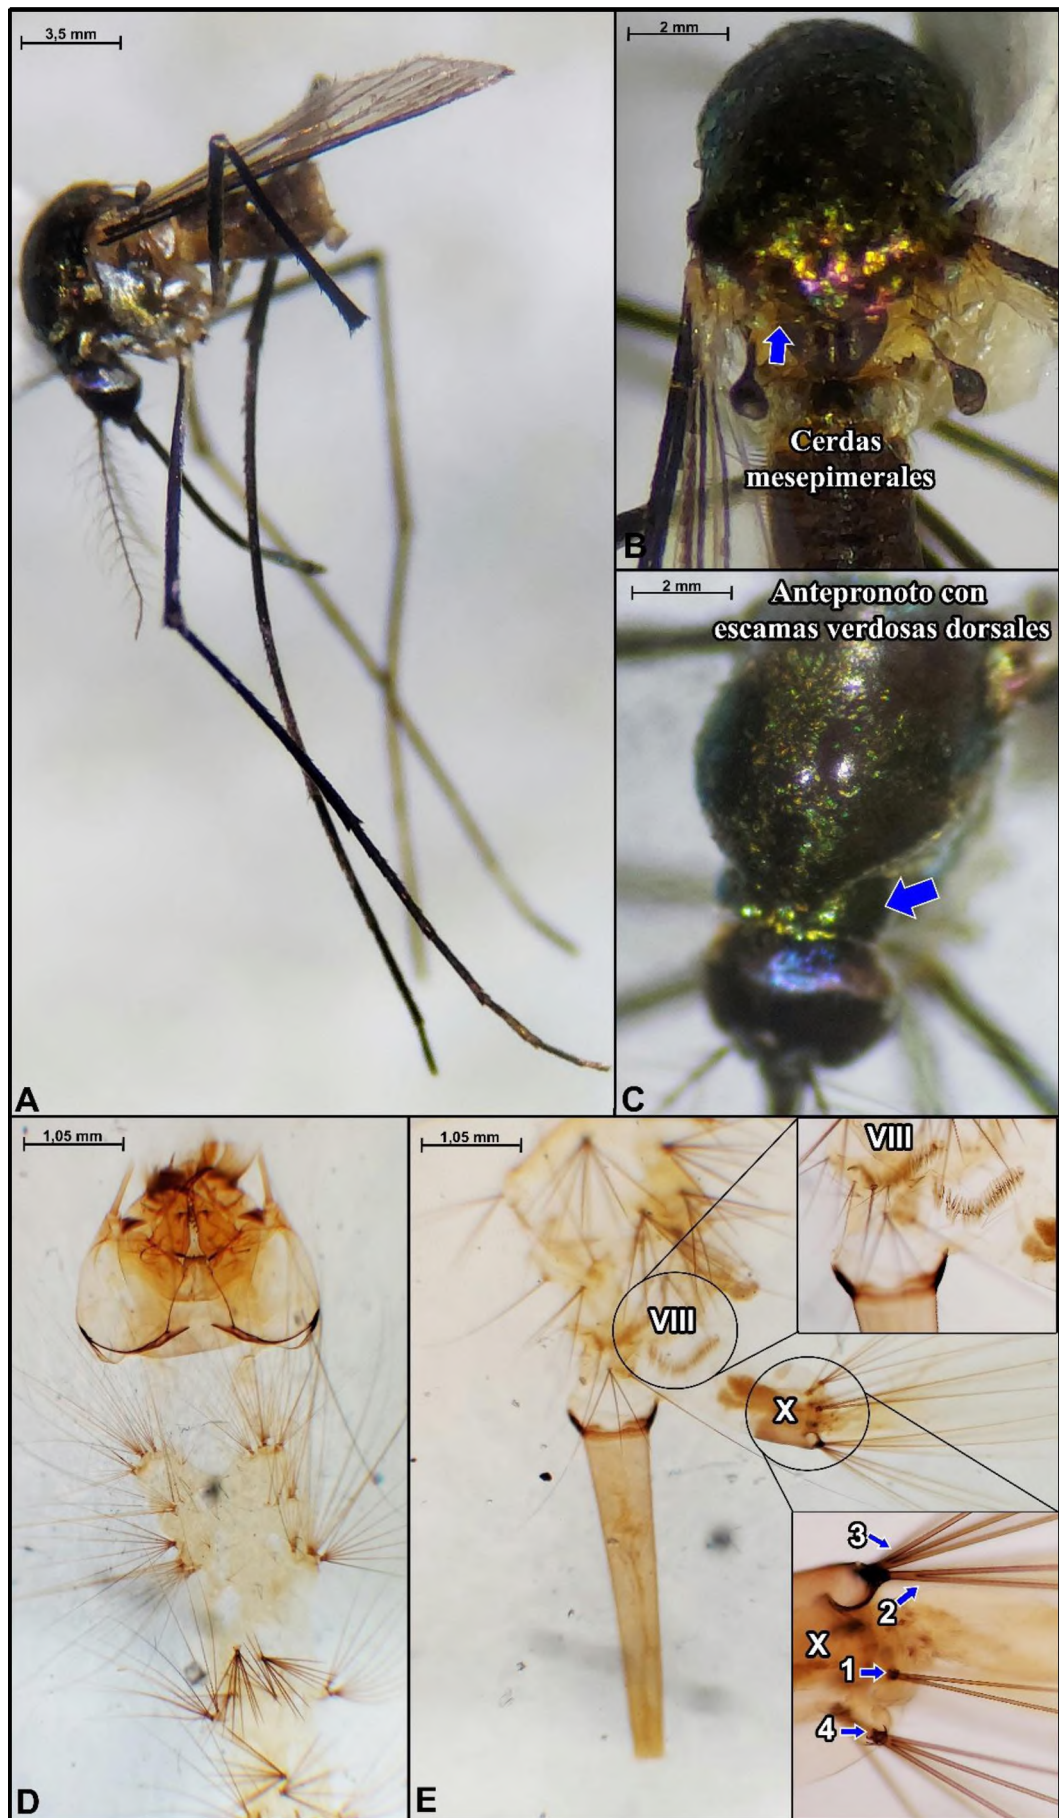 3,5 mm
A
2 mm
Cerdas
mesepimerales
B
2 mm
Antepronoto con
escamas verdosas dorsales
C
1,05 mm
D
1,05 mm
VIII
VIII
X
3
2
X
1
4
E